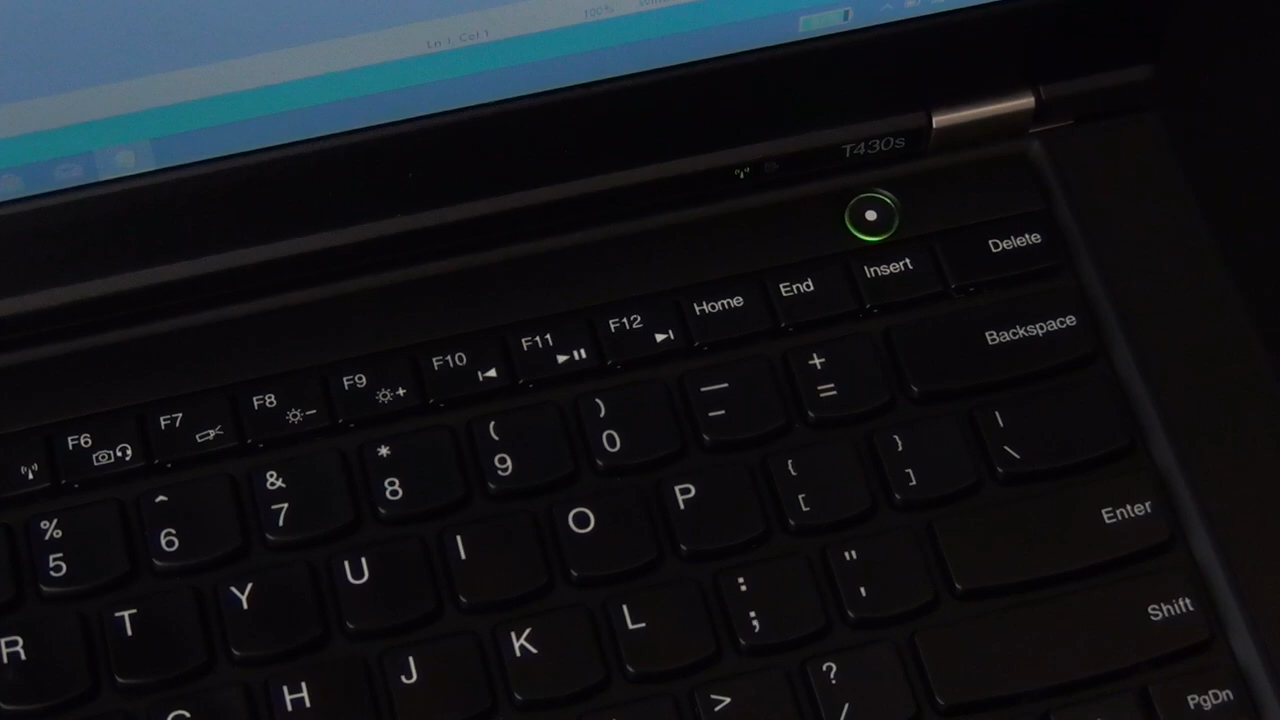 100%
Ln 1, Col 1
T430s
Delete
Insert
End
Home
F12
F11
F10
F9
F8
F7
F6
Backspace
+
=
—
-
)
0
(
9
*
8
&
7
^
6
%
5
|
\
}
]
{
[
P
O
I
U
Y
T
R
Enter
"
'
:
;
L
K
J
H
Shift
?
/
>
PgDn